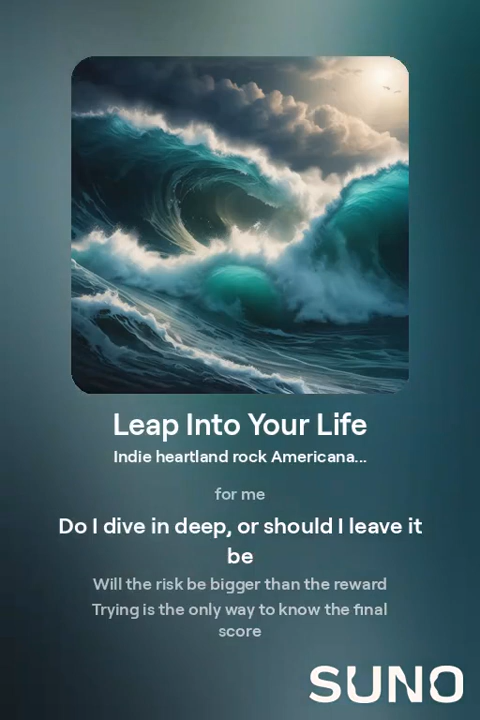 Leap Into Your Life
Indie heartland rock Americana...
for me
Do I dive in deep, or should I leave it
be
Will the risk be bigger than the reward
Trying is the only way to know the final
score
SUNO